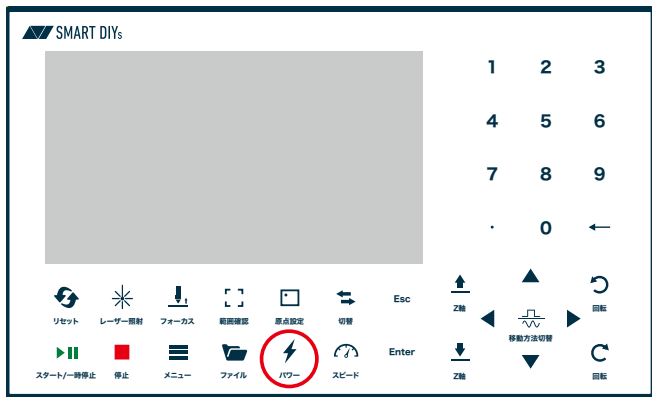 SMART DIYs
1 2 3
4 5 6
7 8 9
. 0 ←
リセット レーザー照射 フォーカス 範囲確認 原点設定 切替 Esc Z軸 回転
移動方法切替
スタート/一時停止 停止 メニュー ファイル パワー スピード Enter Z軸 回転